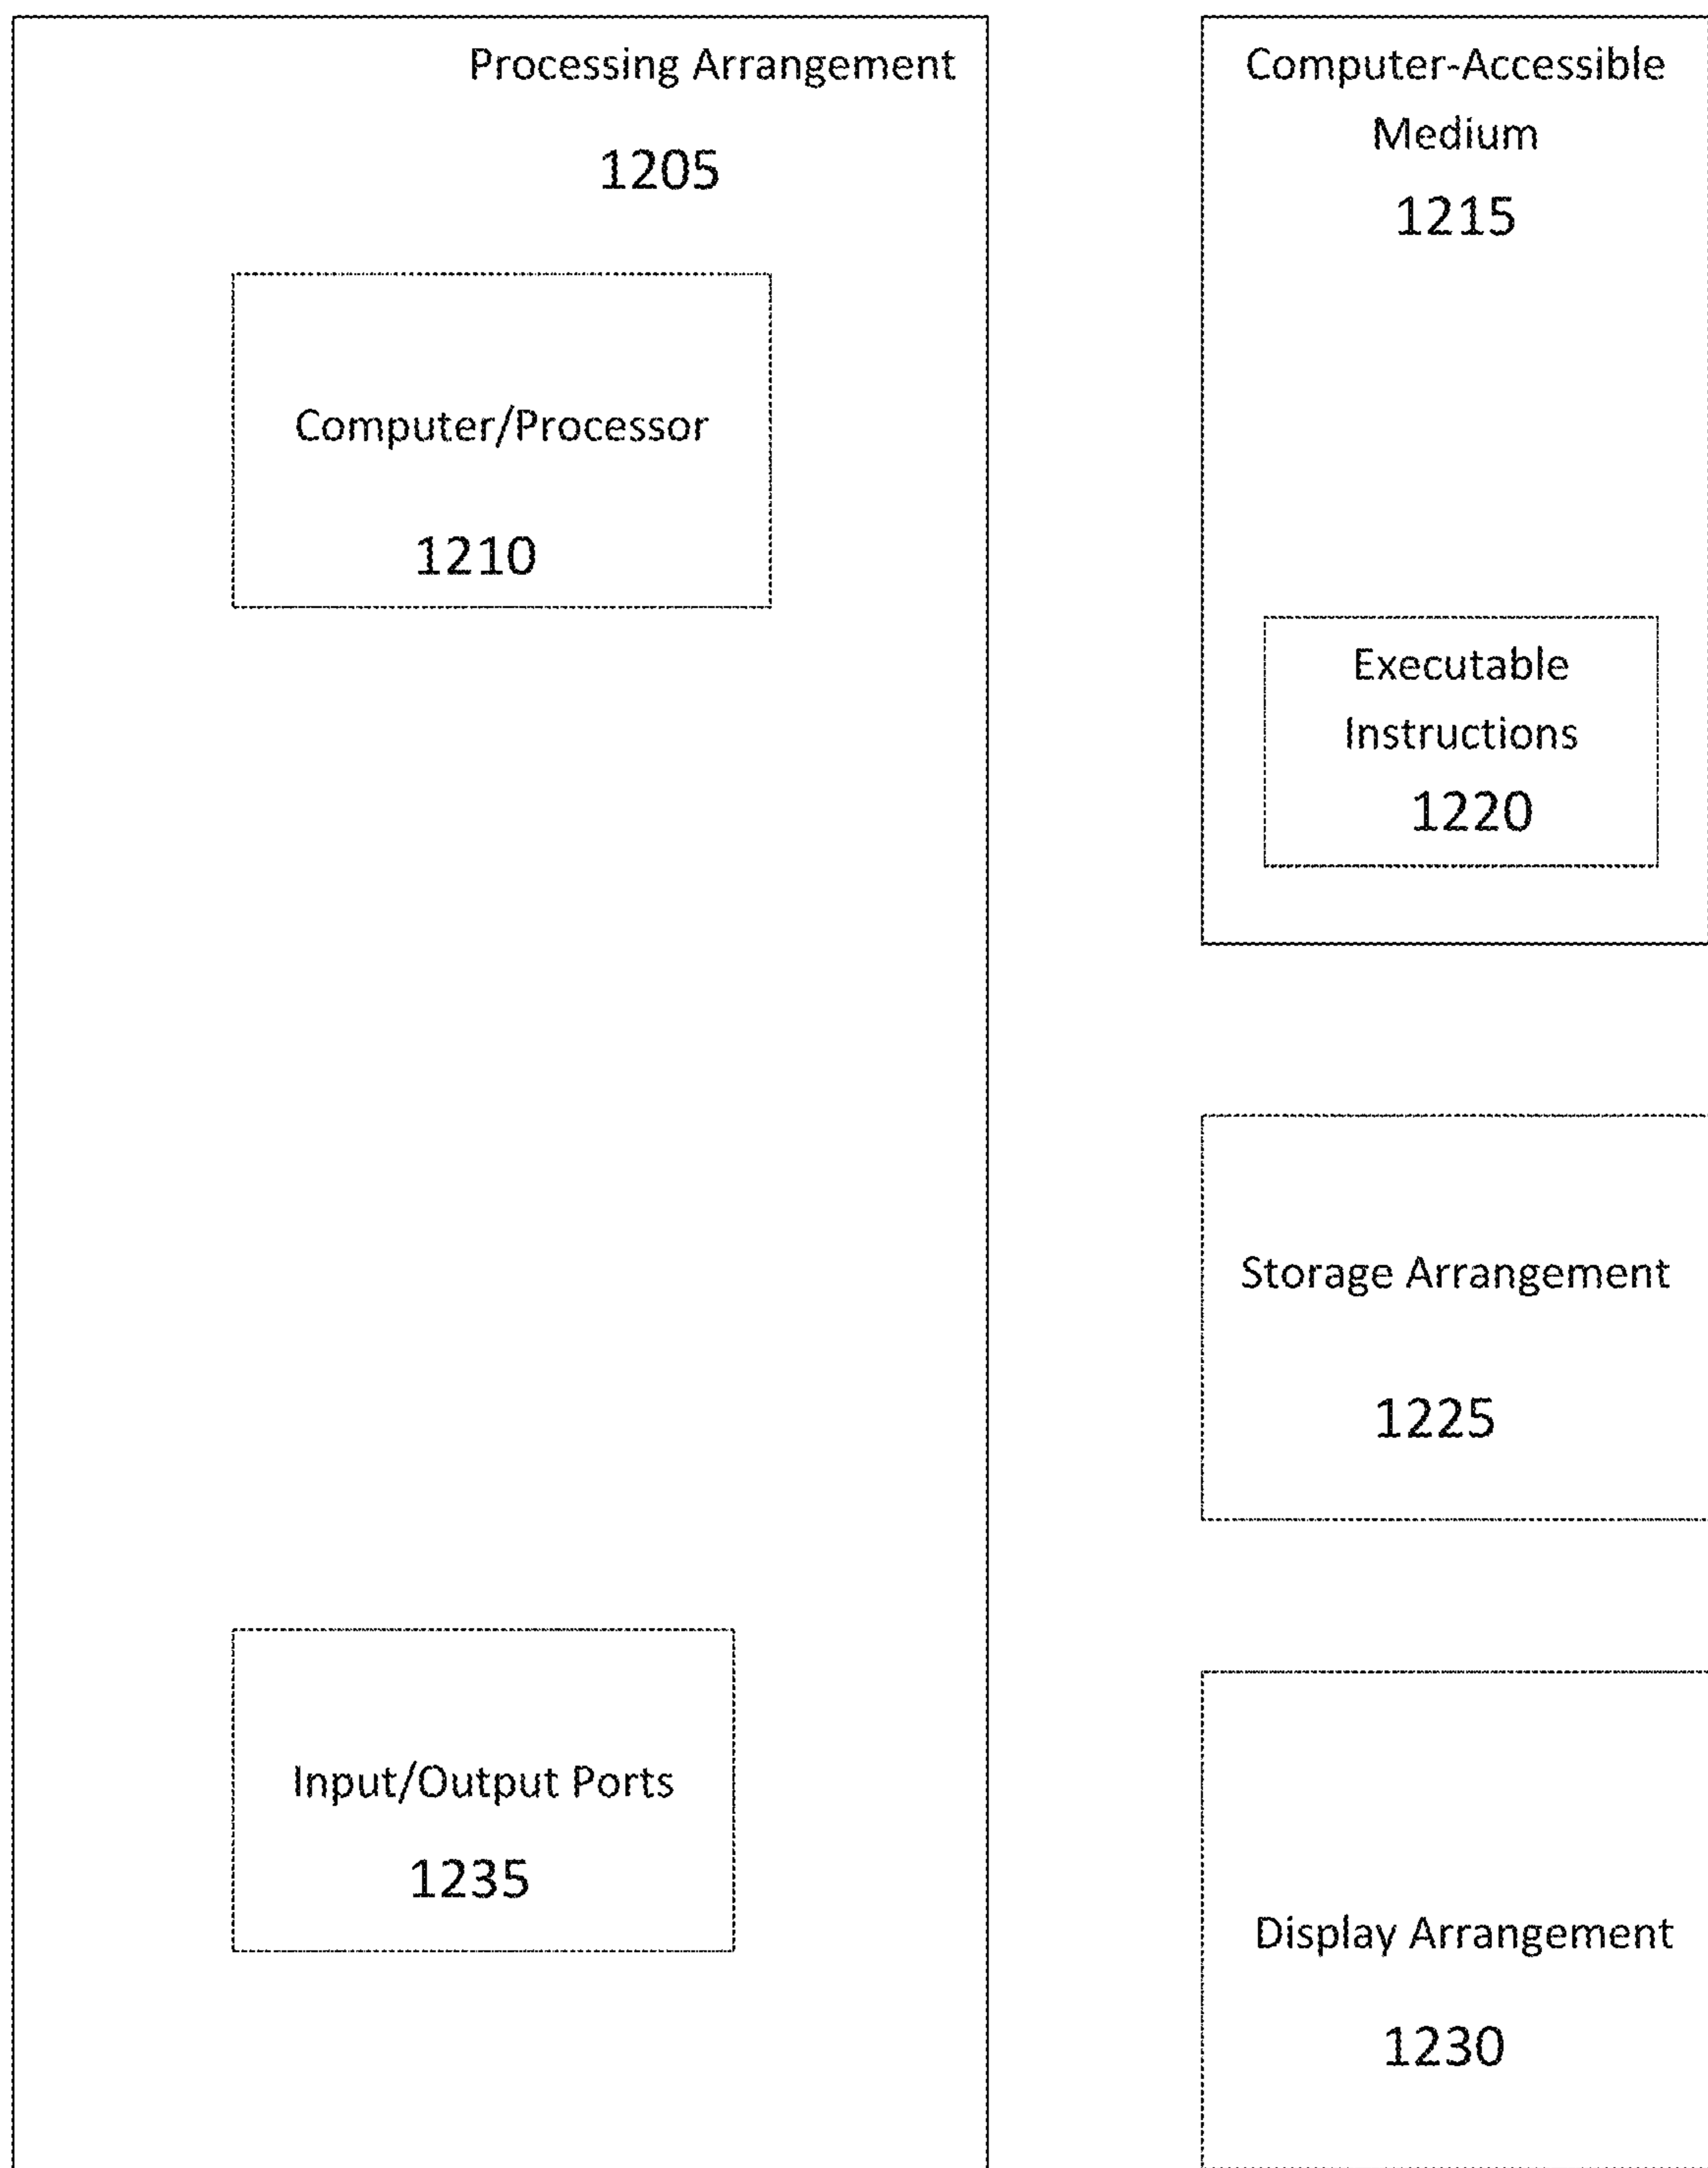 Processing Arrangement
1205
Computer/Processor
1210
Input/Output Ports
1235
Computer-Accessible
Medium
1215
Executable
Instructions
1220
Storage Arrangement
1225
Display Arrangement
1230